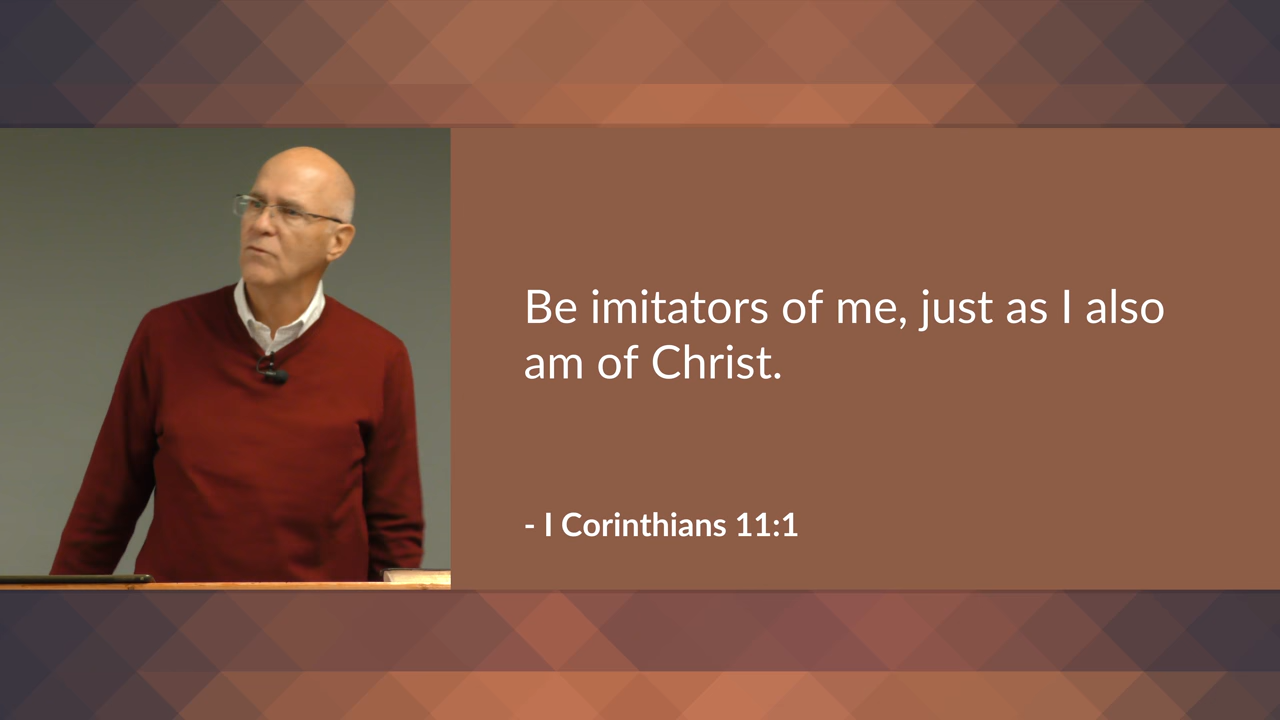 Be imitators of me, just as I also
am of Christ.
- I Corinthians 11:1